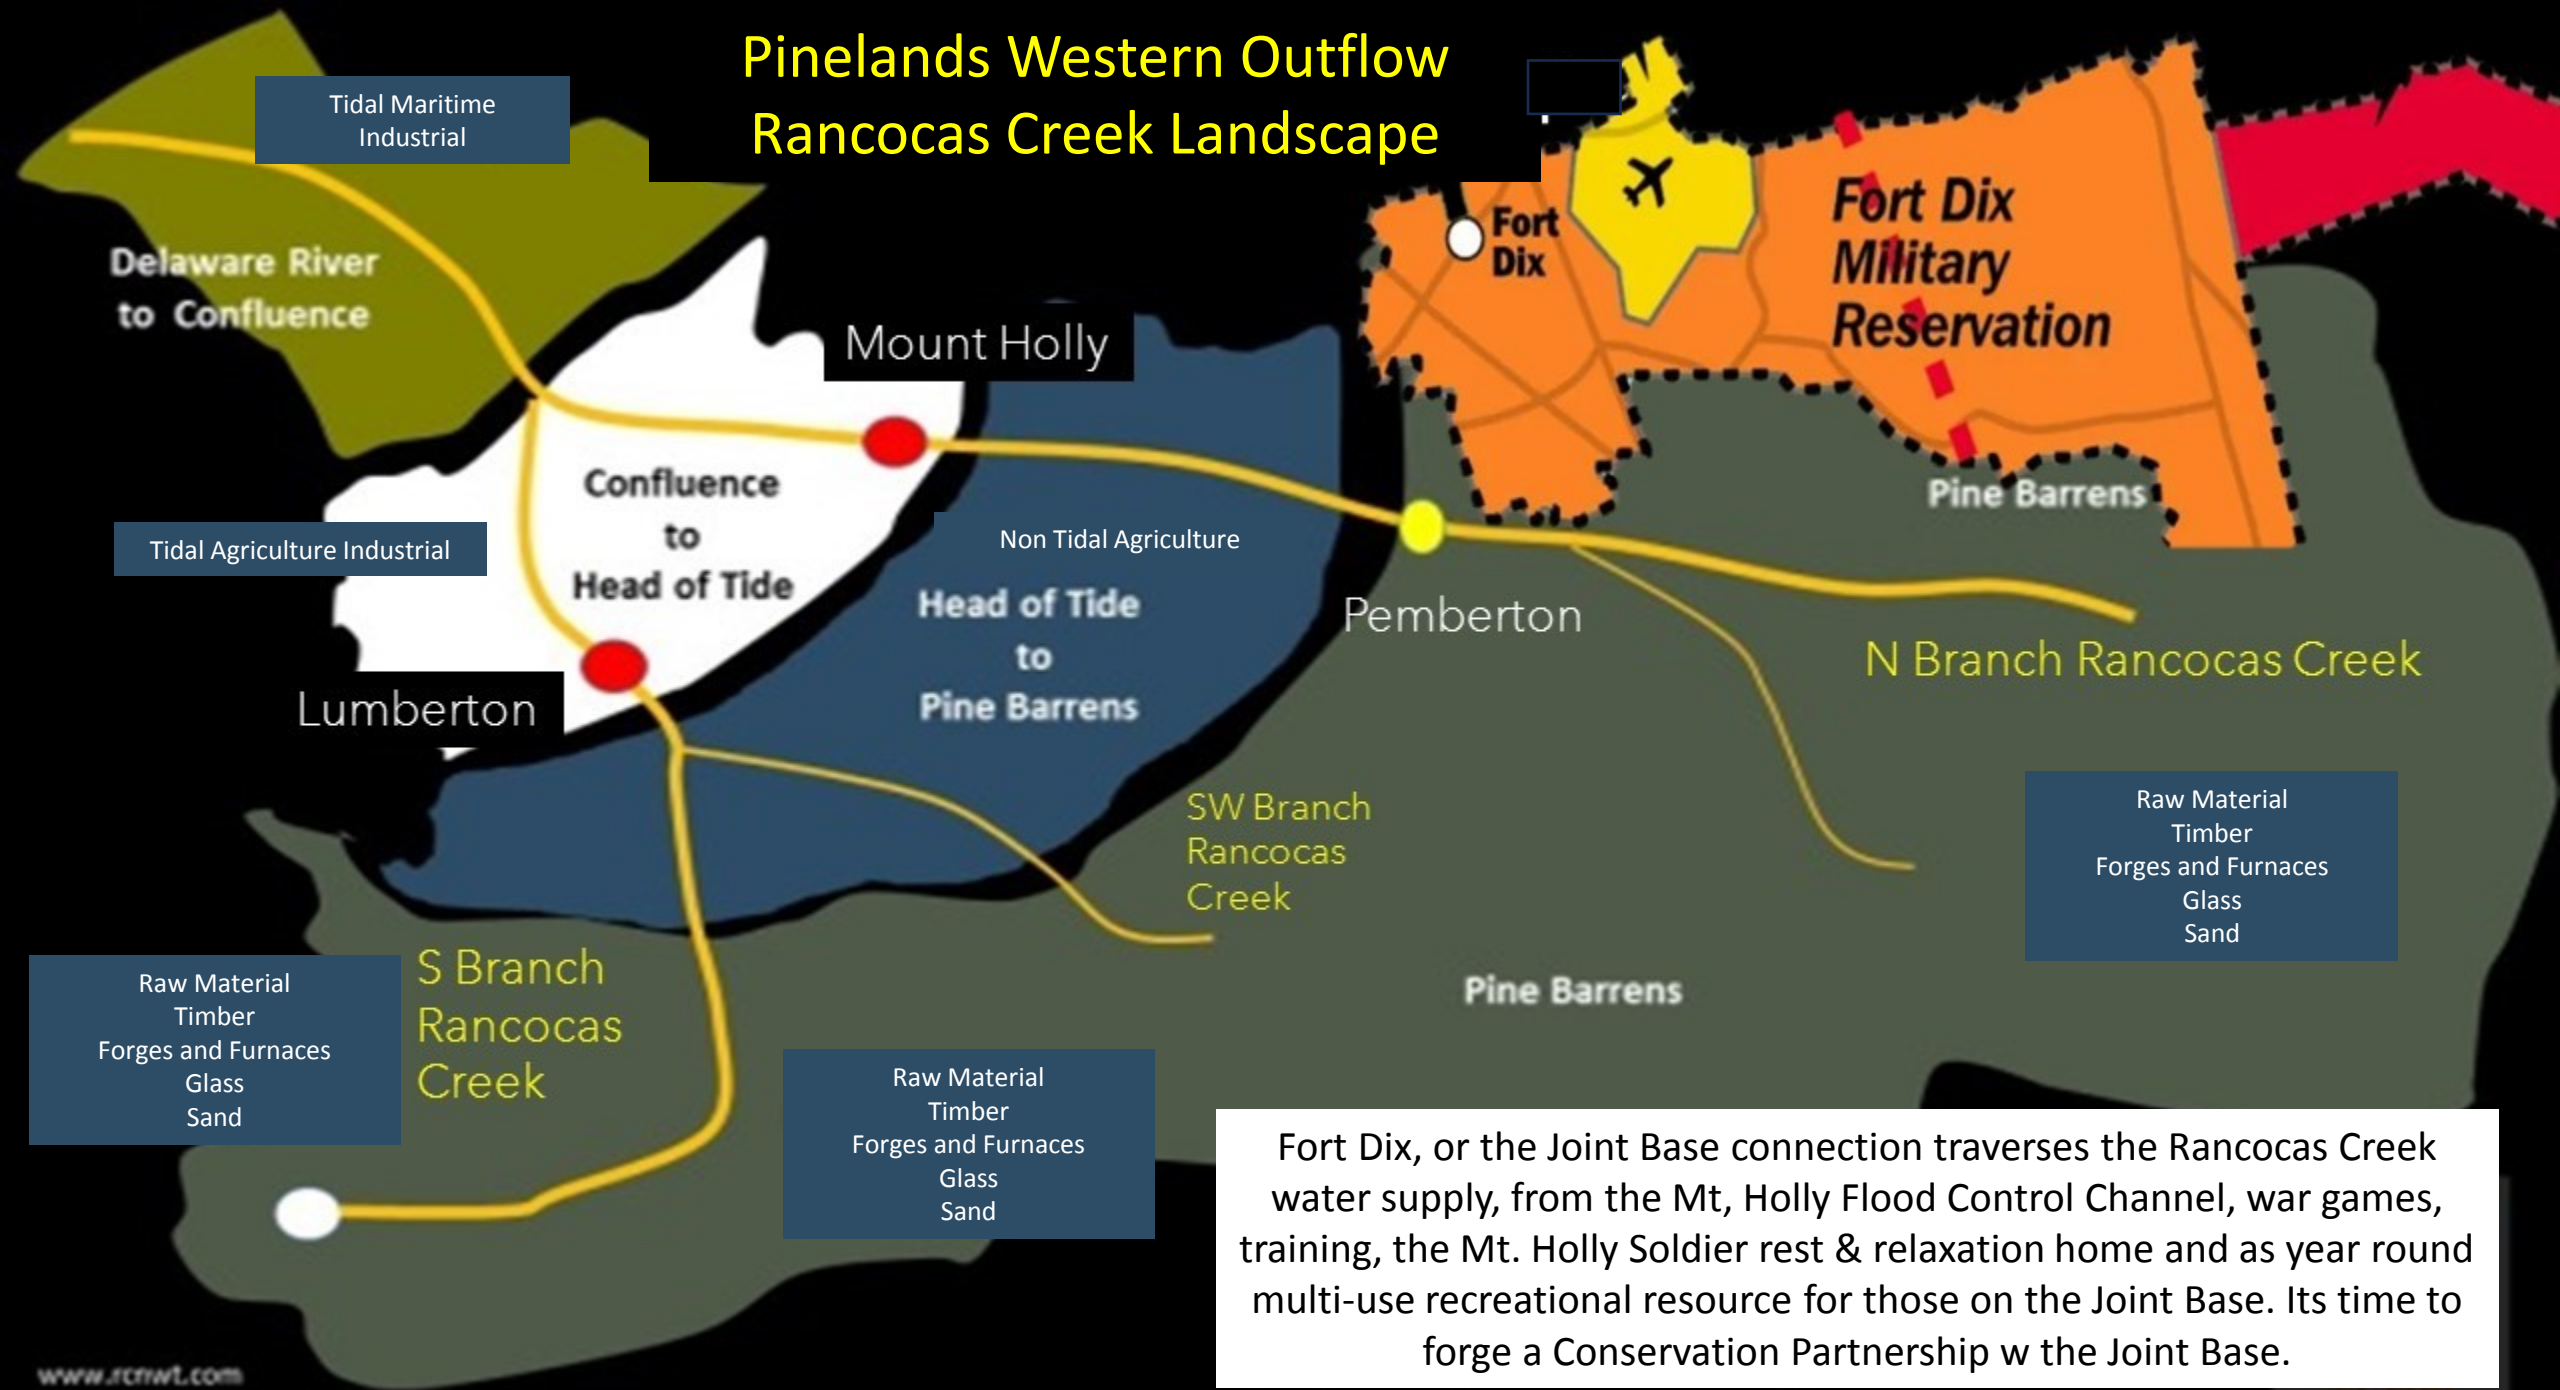 Pinelands Western Outflow
Rancocas Creek Landscape
Tidal Maritime
Industrial
Delaware River
to Confluence
Fort
Dix
Fort Dix
Military
Reservation
Mount Holly
Confluence
to
Head of Tide
Tidal Agriculture Industrial
Non Tidal Agriculture
Head of Tide
to
Pine Barrens
Pine Barrens
Pemberton
N Branch Rancocas Creek
Lumberton
SW Branch
Rancocas
Creek
Raw Material
Timber
Forges and Furnaces
Glass
Sand
S Branch
Rancocas
Creek
Raw Material
Timber
Forges and Furnaces
Glass
Sand
Pine Barrens
Raw Material
Timber
Forges and Furnaces
Glass
Sand
Fort Dix, or the Joint Base connection traverses the Rancocas Creek
water supply, from the Mt, Holly Flood Control Channel, war games,
training, the Mt. Holly Soldier rest & relaxation home and as year round
multi-use recreational resource for those on the Joint Base. Its time to
forge a Conservation Partnership w the Joint Base.
www.rcnwt.com